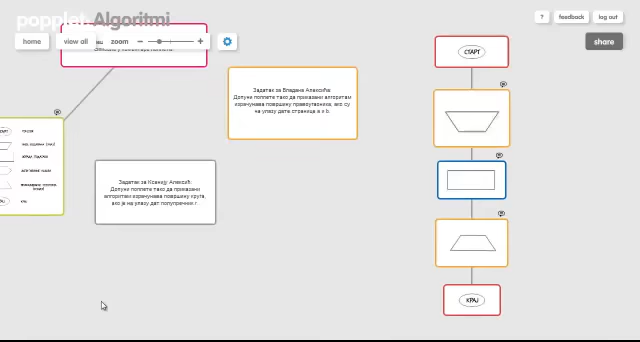 popplet Algoritmi
? feedback log out
home view all zoom − + share
СТАРТ
Задатак за Владана Алексића:
Допуни поплете тако да приказани алгоритам
израчунава површину правоугаоника, ако су
на улазу дате страница a и b.
Задатак за Ксенију Алексић:
Допуни поплете тако да приказани
алгоритам израчунава површину круга,
ако је на улазу дат полупречник r.
КРАЈ